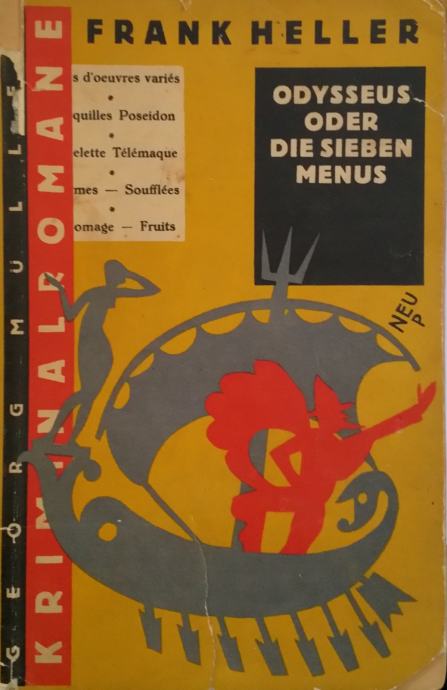 FRANK HELLER
s d'oeuvres variés
quilles Poseidon
elette Télémaque
mes — Soufflées
omage — Fruits
ODYSSEUS
ODER
DIE SIEBEN
MENUS
NEU
P
KRIMINALROMANE
GEORG MÜLLER